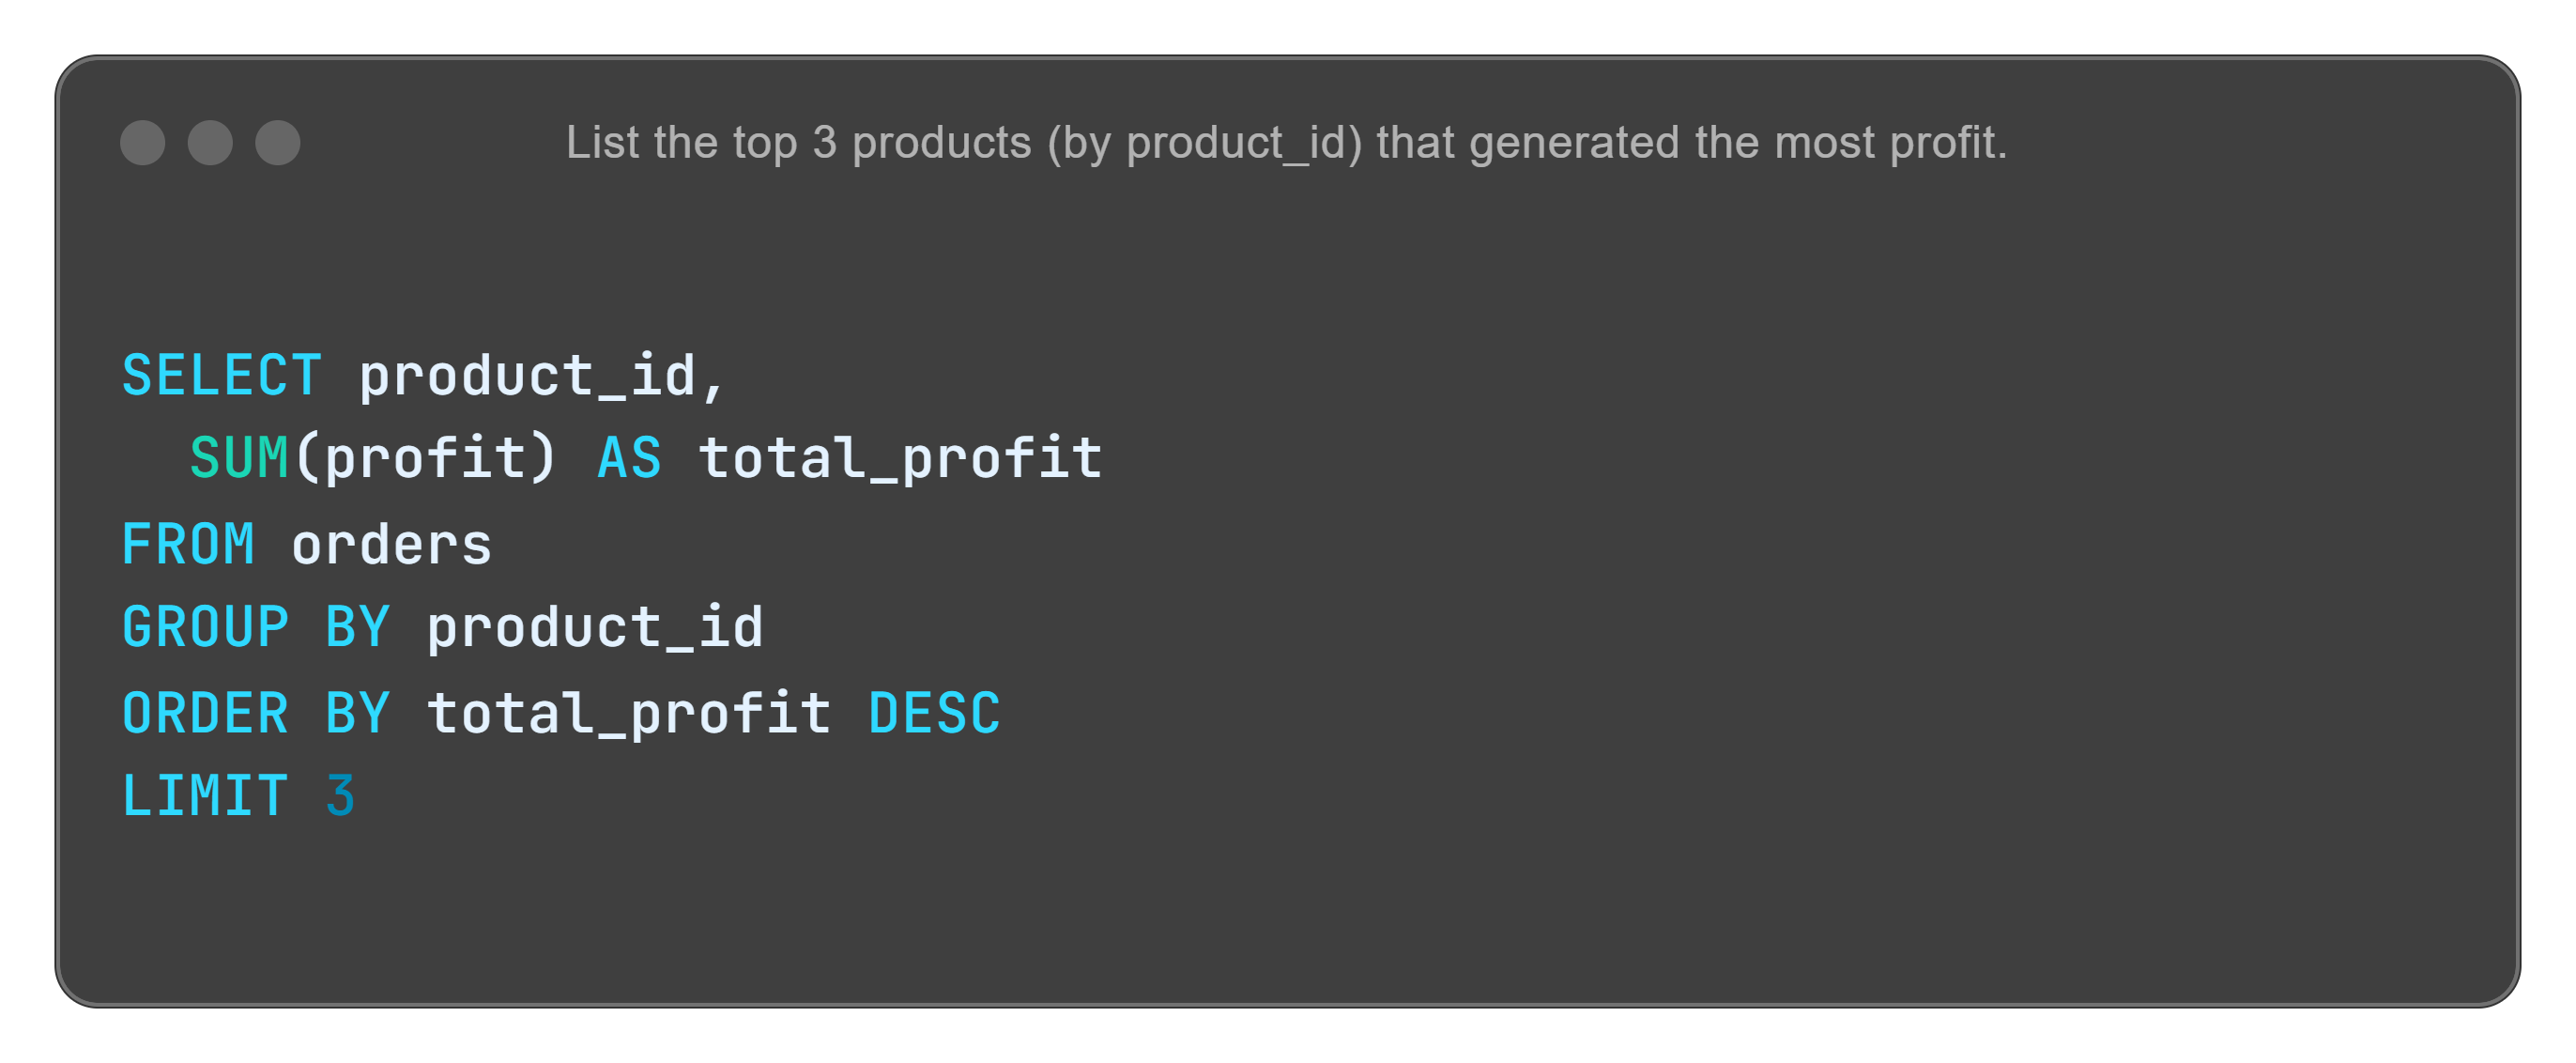 List the top 3 products (by product_id) that generated the most profit.
SELECT product_id,
  SUM(profit) AS total_profit
FROM orders
GROUP BY product_id
ORDER BY total_profit DESC
LIMIT 3